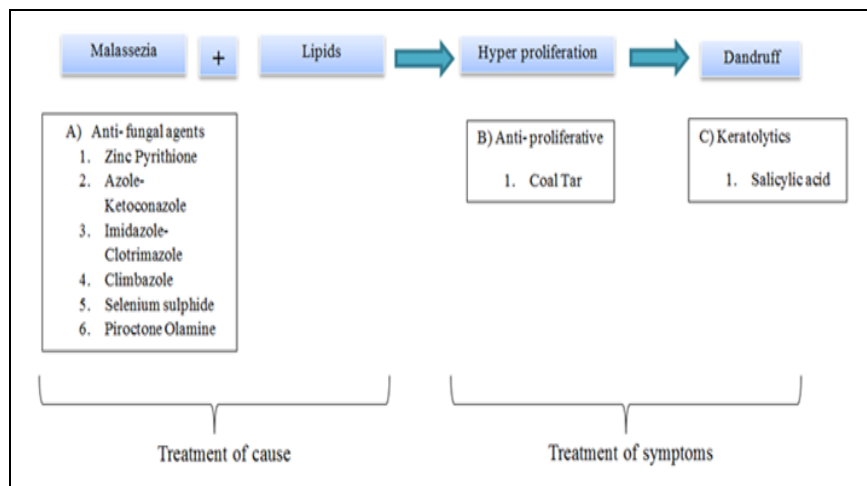 Malassezia
+
Lipids
Hyper proliferation
Dandruff
A) Anti- fungal agents
1. Zinc Pyrithione
2. Azole-
Ketoconazole
3. Imidazole-
Clotrimazole
4. Climbazole
5. Selenium sulphide
6. Piroctone Olamine
B) Anti- proliferative
1. Coal Tar
C) Keratolytics
1. Salicylic acid
Treatment of cause
Treatment of symptoms